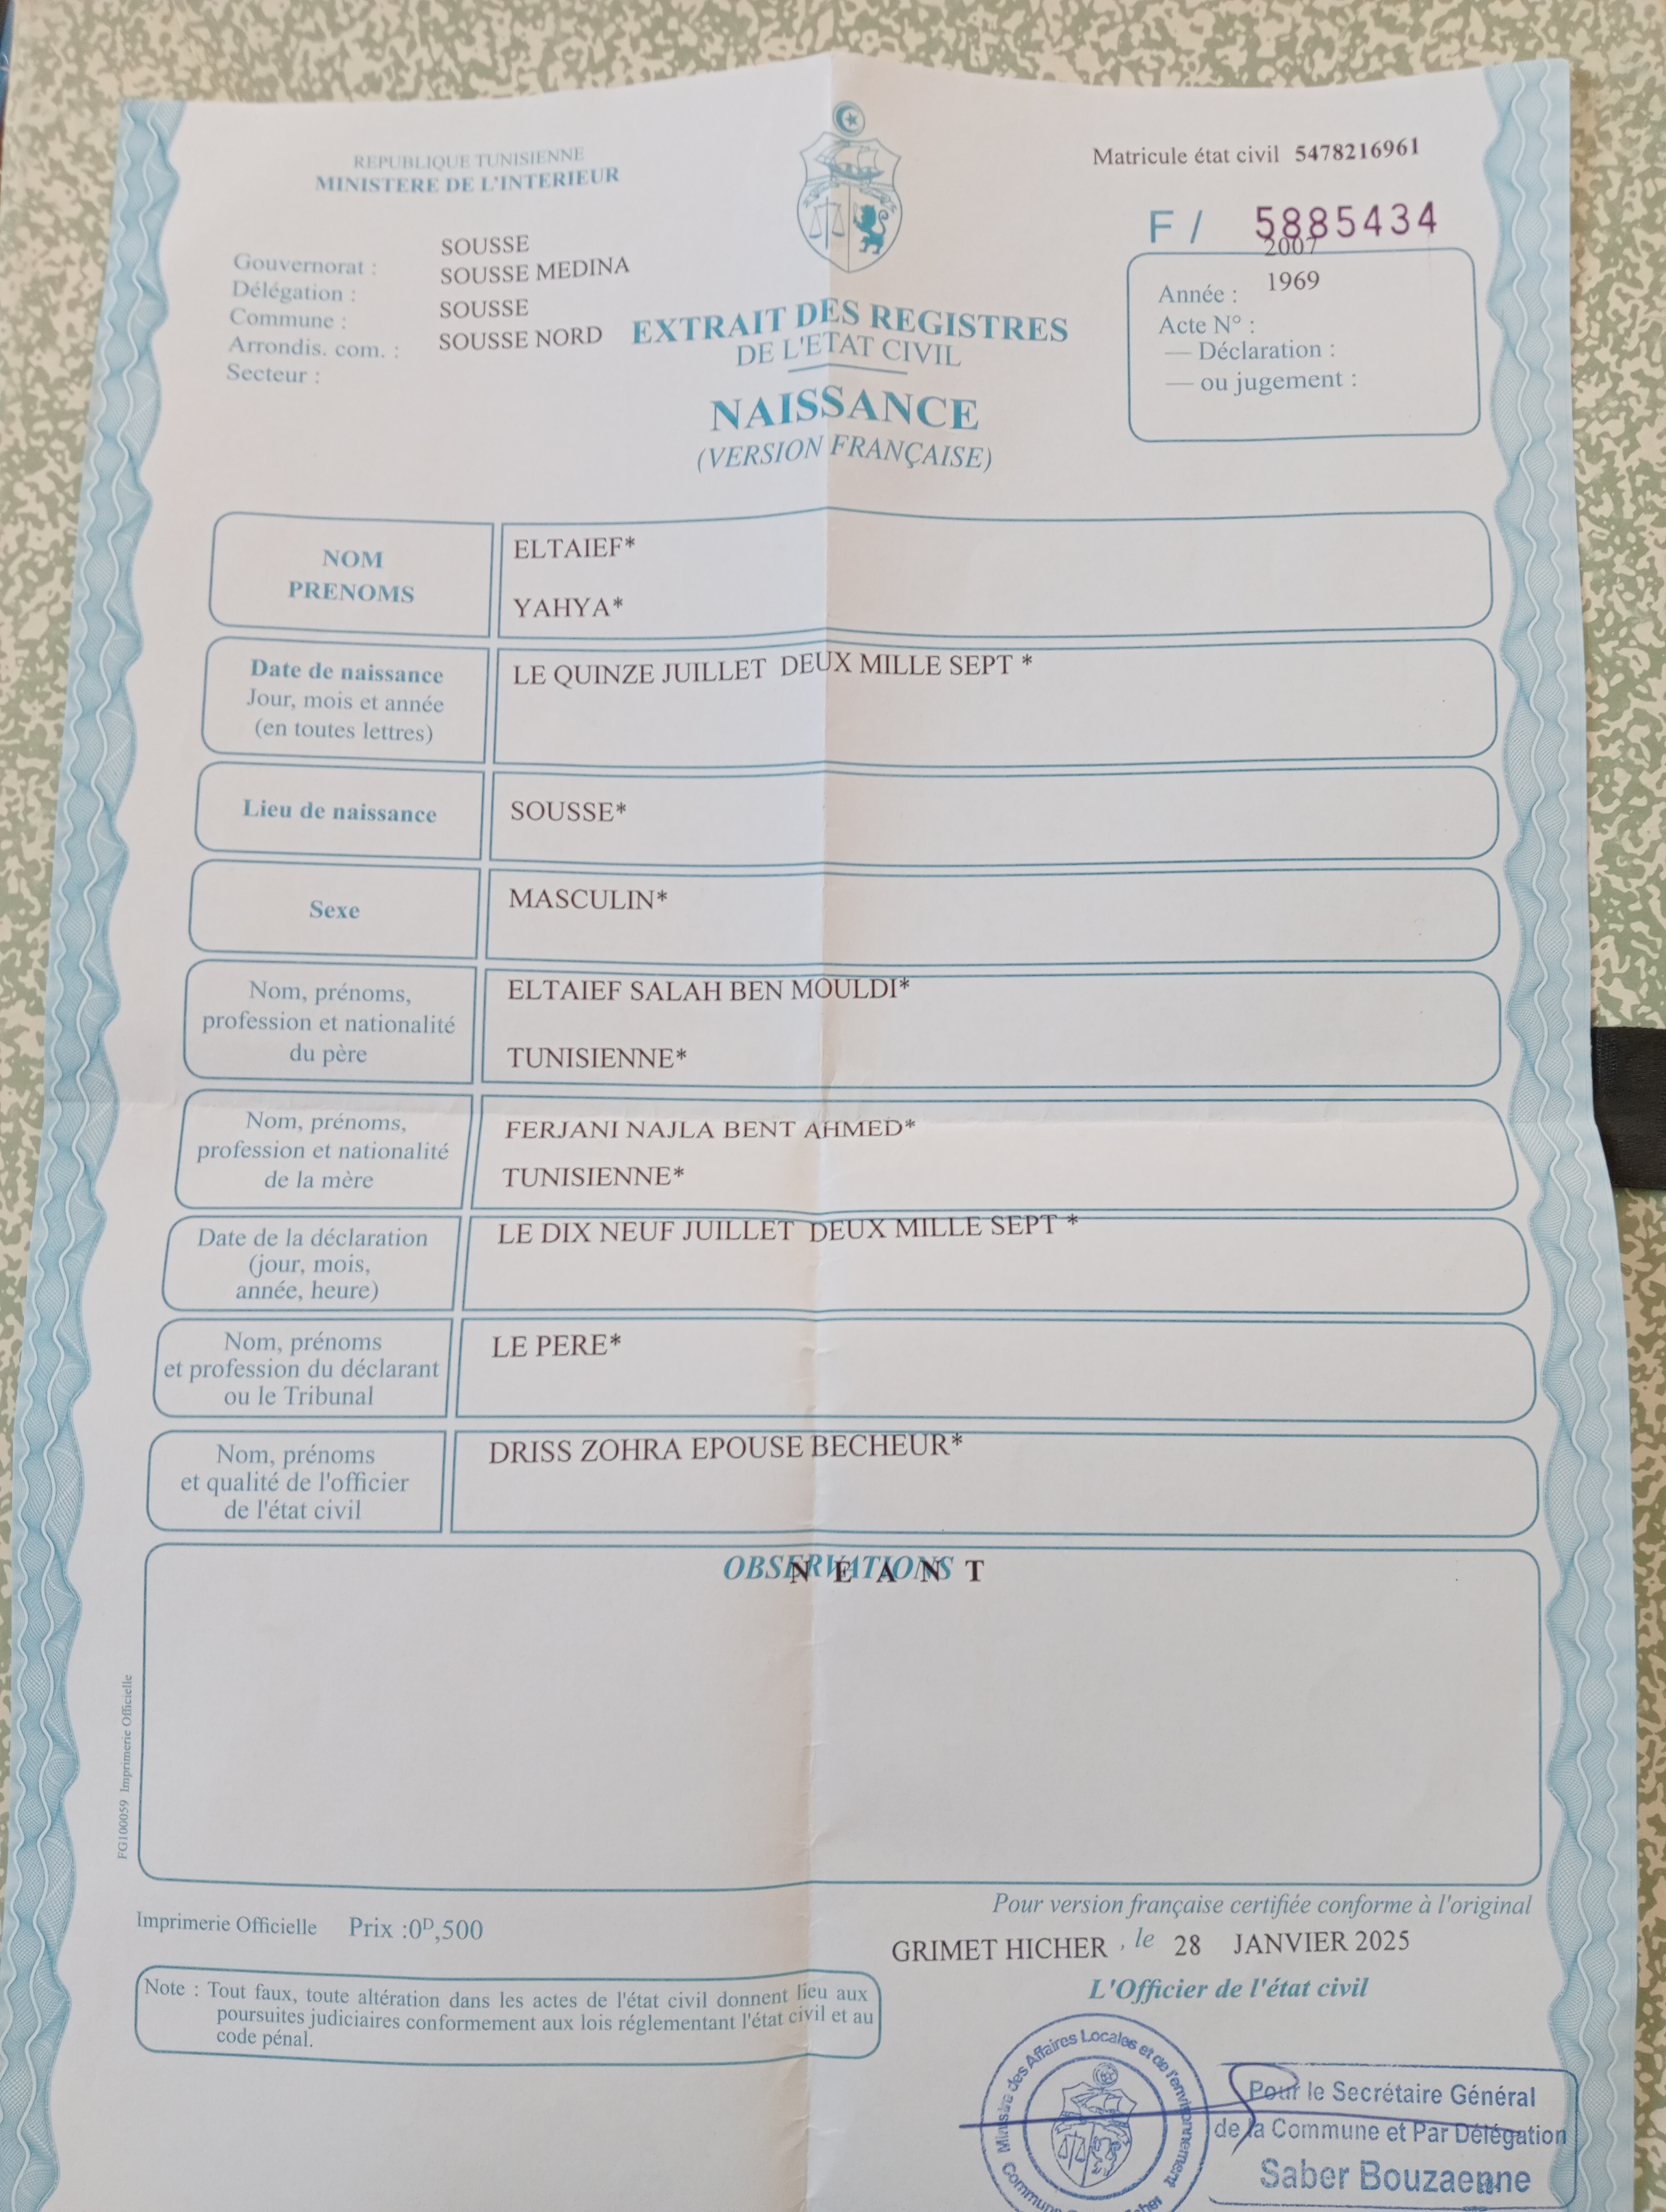 REPUBLIQUE TUNISIENNE
MINISTERE DE L'INTERIEUR
Matricule état civil 5478216961
F / 5885434
Gouvernorat : SOUSSE
Délégation : SOUSSE MEDINA
Commune : SOUSSE
Arrondis. com. : SOUSSE NORD
Secteur :
2007
Année : 1969
Acte N° :
— Déclaration :
— ou jugement :
EXTRAIT DES REGISTRES
DE L'ETAT CIVIL
NAISSANCE
(VERSION FRANÇAISE)
NOM
PRENOMS
ELTAIEF*
YAHYA*
Date de naissance
Jour, mois et année
(en toutes lettres)
LE QUINZE JUILLET DEUX MILLE SEPT *
Lieu de naissance
SOUSSE*
Sexe
MASCULIN*
Nom, prénoms,
profession et nationalité
du père
ELTAIEF SALAH BEN MOULDI*
TUNISIENNE*
Nom, prénoms,
profession et nationalité
de la mère
FERJANI NAJLA BENT AHMED*
TUNISIENNE*
Date de la déclaration
(jour, mois,
année, heure)
LE DIX NEUF JUILLET DEUX MILLE SEPT *
Nom, prénoms
et profession du déclarant
ou le Tribunal
LE PERE*
Nom, prénoms
et qualité de l'officier
de l'état civil
DRISS ZOHRA EPOUSE BECHEUR*
OBSERVATIONS
N E A N T
FG100059 Imprimerie Officielle
Imprimerie Officielle Prix :0D,500
Pour version française certifiée conforme à l'original
GRIMET HICHER , le 28 JANVIER 2025
L'Officier de l'état civil
Note : Tout faux, toute altération dans les actes de l'état civil donnent lieu aux
poursuites judiciaires conformement aux lois réglementant l'état civil et au
code pénal.
Ministère des Affaires Locales et de l'environnement
Commune
Pour le Secrétaire Général
de la Commune et Par Délégation
Saber Bouzaenne